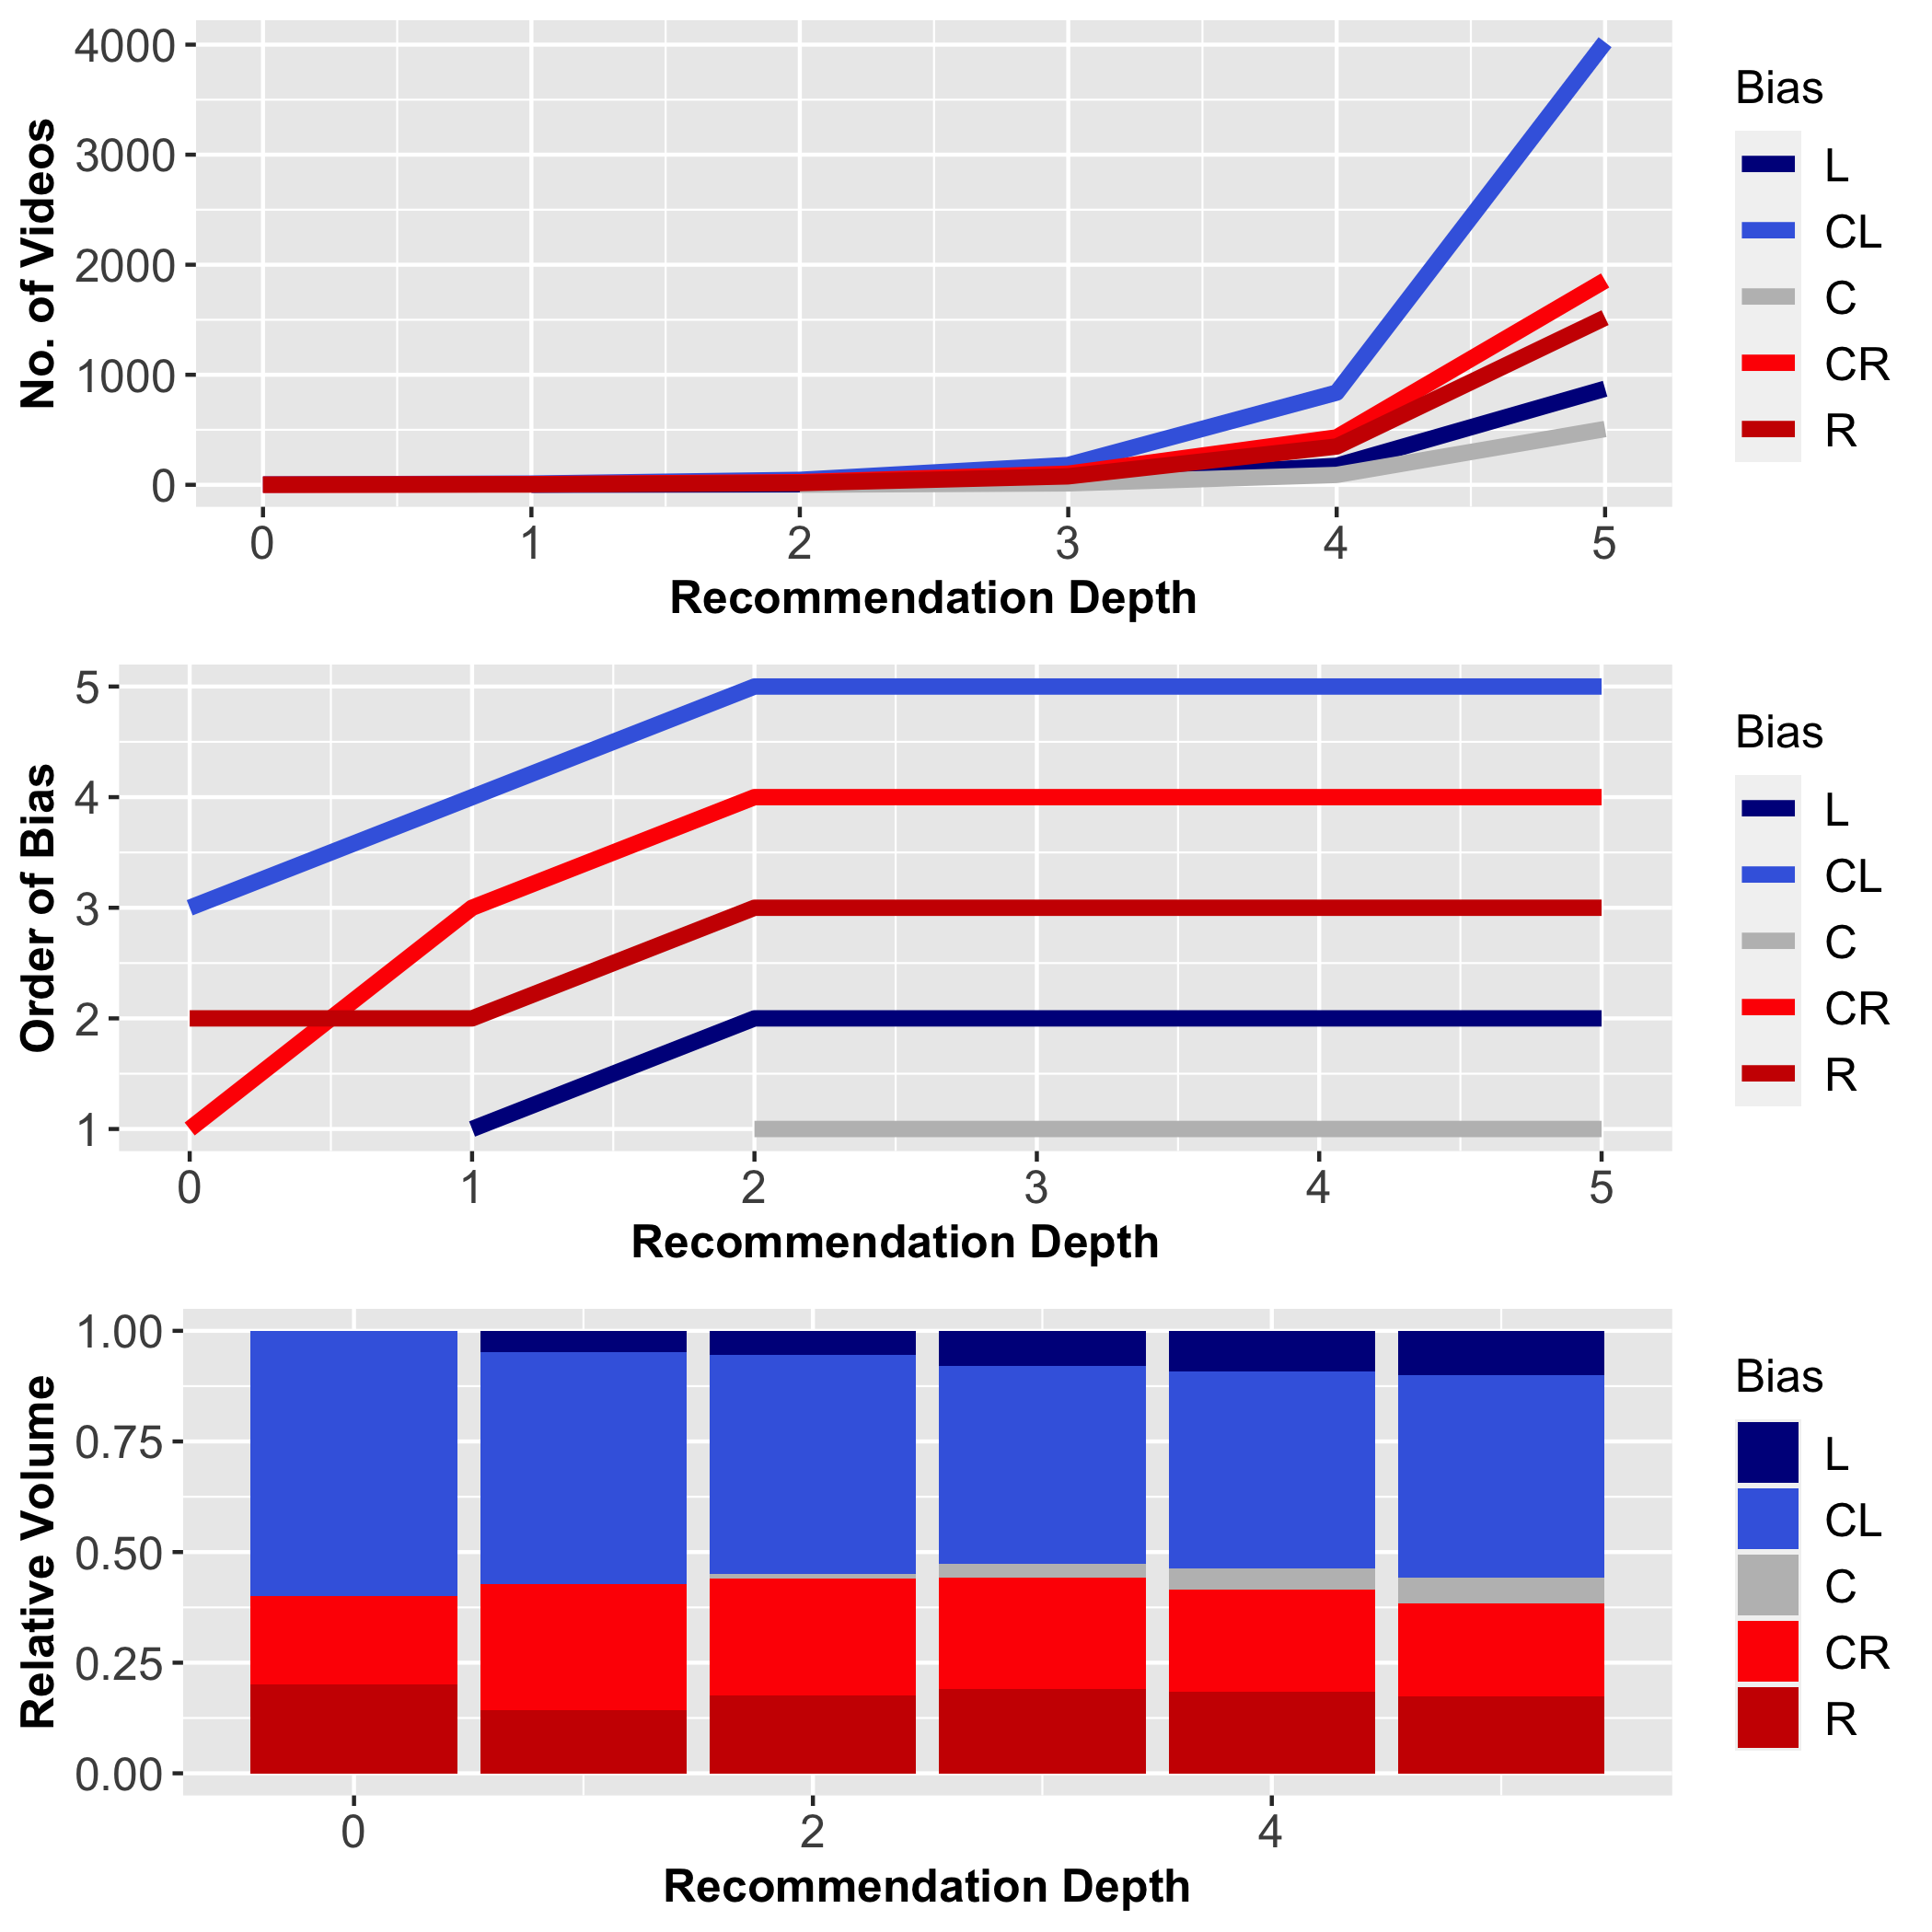 4000
3000
2000
1000
0
No. of Videos
0 1 2 3 4 5
Recommendation Depth
Bias
L
CL
C
CR
R
5
4
3
2
1
Order of Bias
0 1 2 3 4 5
Recommendation Depth
Bias
L
CL
C
CR
R
1.00
0.75
0.50
0.25
0.00
Relative Volume
0 2 4
Recommendation Depth
Bias
L
CL
C
CR
R